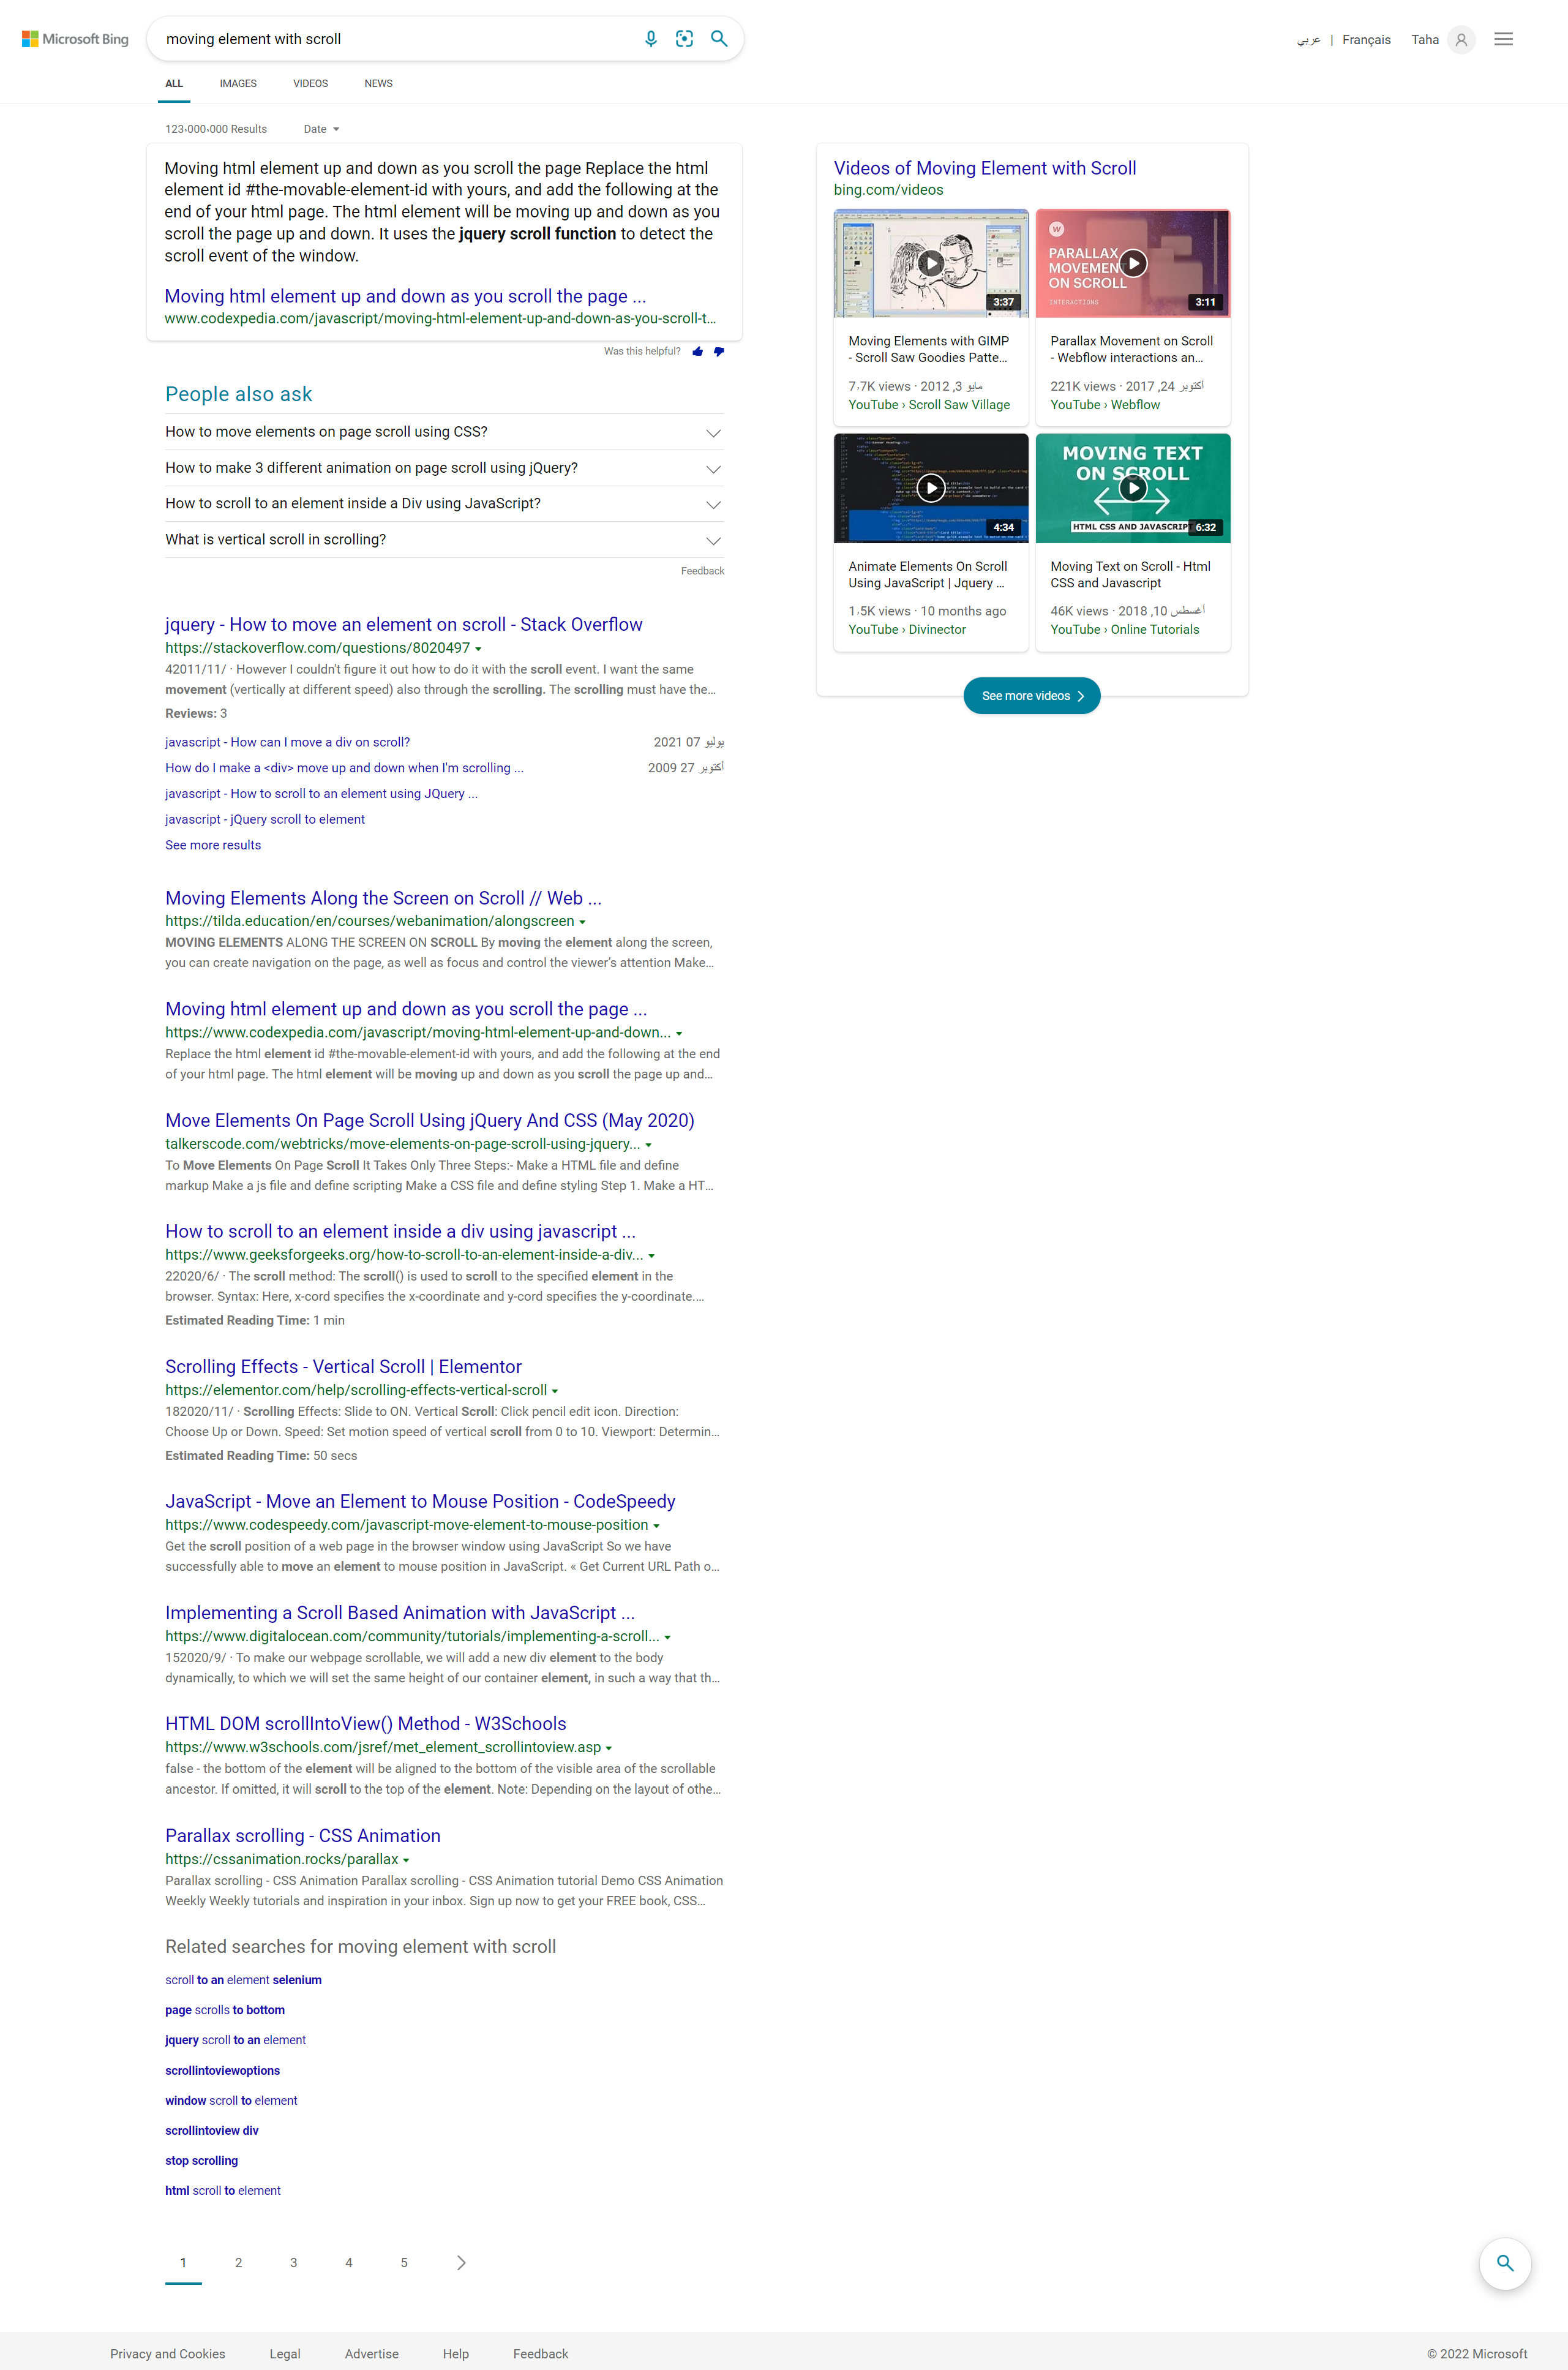 Microsoft Bing
moving element with scroll
عربي | Français
Taha
ALL IMAGES VIDEOS NEWS
123،000،000 Results Date
Moving html element up and down as you scroll the page Replace the html
element id #the-movable-element-id with yours, and add the following at the
end of your html page. The html element will be moving up and down as you
scroll the page up and down. It uses the jquery scroll function to detect the
scroll event of the window.
Moving html element up and down as you scroll the page ...
www.codexpedia.com/javascript/moving-html-element-up-and-down-as-you-scroll-t…
Was this helpful?
People also ask
How to move elements on page scroll using CSS?
How to make 3 different animation on page scroll using jQuery?
How to scroll to an element inside a Div using JavaScript?
What is vertical scroll in scrolling?
Feedback
jquery - How to move an element on scroll - Stack Overflow
https://stackoverflow.com/questions/8020497
42011/11/ · However I couldn't figure it out how to do it with the scroll event. I want the same
movement (vertically at different speed) also through the scrolling. The scrolling must have the…
Reviews: 3
javascript - How can I move a div on scroll?
يوليو 07 2021
How do I make a <div> move up and down when I'm scrolling ...
أكتوبر 27 2009
javascript - How to scroll to an element using JQuery ...
javascript - jQuery scroll to element
See more results
Moving Elements Along the Screen on Scroll // Web ...
https://tilda.education/en/courses/webanimation/alongscreen
MOVING ELEMENTS ALONG THE SCREEN ON SCROLL By moving the element along the screen,
you can create navigation on the page, as well as focus and control the viewer's attention Make…
Moving html element up and down as you scroll the page ...
https://www.codexpedia.com/javascript/moving-html-element-up-and-down...
Replace the html element id #the-movable-element-id with yours, and add the following at the end
of your html page. The html element will be moving up and down as you scroll the page up and…
Move Elements On Page Scroll Using jQuery And CSS (May 2020)
talkerscode.com/webtricks/move-elements-on-page-scroll-using-jquery...
To Move Elements On Page Scroll It Takes Only Three Steps:- Make a HTML file and define
markup Make a js file and define scripting Make a CSS file and define styling Step 1. Make a HT…
How to scroll to an element inside a div using javascript ...
https://www.geeksforgeeks.org/how-to-scroll-to-an-element-inside-a-div...
22020/6/ · The scroll method: The scroll() is used to scroll to the specified element in the
browser. Syntax: Here, x-cord specifies the x-coordinate and y-cord specifies the y-coordinate.…
Estimated Reading Time: 1 min
Scrolling Effects - Vertical Scroll | Elementor
https://elementor.com/help/scrolling-effects-vertical-scroll
182020/11/ · Scrolling Effects: Slide to ON. Vertical Scroll: Click pencil edit icon. Direction:
Choose Up or Down. Speed: Set motion speed of vertical scroll from 0 to 10. Viewport: Determin…
Estimated Reading Time: 50 secs
JavaScript - Move an Element to Mouse Position - CodeSpeedy
https://www.codespeedy.com/javascript-move-element-to-mouse-position
Get the scroll position of a web page in the browser window using JavaScript So we have
successfully able to move an element to mouse position in JavaScript. « Get Current URL Path o…
Implementing a Scroll Based Animation with JavaScript ...
https://www.digitalocean.com/community/tutorials/implementing-a-scroll...
152020/9/ · To make our webpage scrollable, we will add a new div element to the body
dynamically, to which we will set the same height of our container element, in such a way that th…
HTML DOM scrollIntoView() Method - W3Schools
https://www.w3schools.com/jsref/met_element_scrollintoview.asp
false - the bottom of the element will be aligned to the bottom of the visible area of the scrollable
ancestor. If omitted, it will scroll to the top of the element. Note: Depending on the layout of othe…
Parallax scrolling - CSS Animation
https://cssanimation.rocks/parallax
Parallax scrolling - CSS Animation Parallax scrolling - CSS Animation tutorial Demo CSS Animation
Weekly Weekly tutorials and inspiration in your inbox. Sign up now to get your FREE book, CSS…
Related searches for moving element with scroll
scroll to an element selenium
page scrolls to bottom
jquery scroll to an element
scrollintoviewoptions
window scroll to element
scrollintoview div
stop scrolling
html scroll to element
1 2 3 4 5
Videos of Moving Element with Scroll
bing.com/videos
3:37
Moving Elements with GIMP
- Scroll Saw Goodies Patte…
7،7K views · مايو 3, 2012
YouTube › Scroll Saw Village
W
PARALLAX
MOVEMEN
ON SCROLL
INTERACTIONS
3:11
Parallax Movement on Scroll
- Webflow interactions an…
221K views · أكتوبر 24, 2017
YouTube › Webflow
4:34
Animate Elements On Scroll
Using JavaScript | Jquery …
1،5K views · 10 months ago
YouTube › Divinector
MOVING TEXT
ON SCROLL
HTML CSS AND JAVASCRIPT
6:32
Moving Text on Scroll - Html
CSS and Javascript
46K views · أغسطس 10, 2018
YouTube › Online Tutorials
See more videos
Privacy and Cookies Legal Advertise Help Feedback
© 2022 Microsoft